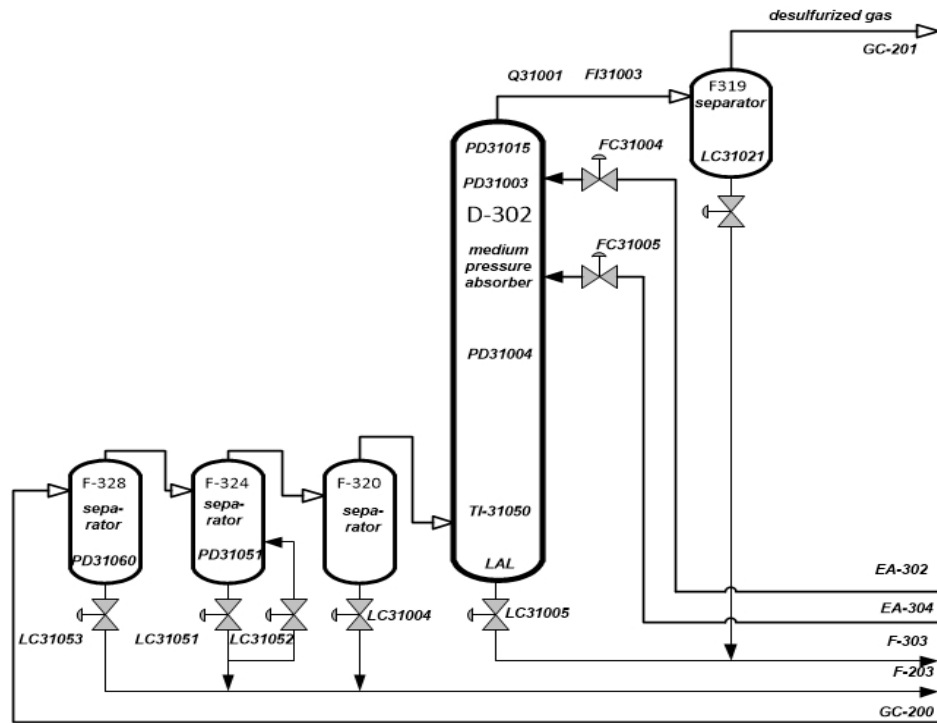 desulfurized gas
GC-201
Q31001 FI31003
F319
separator
LC31021
PD31015
FC31004
PD31003
D-302
medium
pressure
absorber
FC31005
PD31004
F-328
sepa-
rator
PD31060
F-324
sepa-
rator
PD31051
F-320
sepa-
rator
TI-31050
LAL
LC31053
LC31051
LC31052
LC31004
LC31005
EA-302
EA-304
F-303
F-203
GC-200